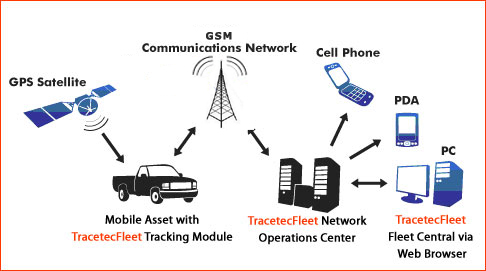 GSM
Communications Network
Cell Phone
GPS Satellite
PDA
PC
Mobile Asset with
TracetecFleet Tracking Module
TracetecFleet Network
Operations Center
TracetecFleet
Fleet Central via
Web Browser